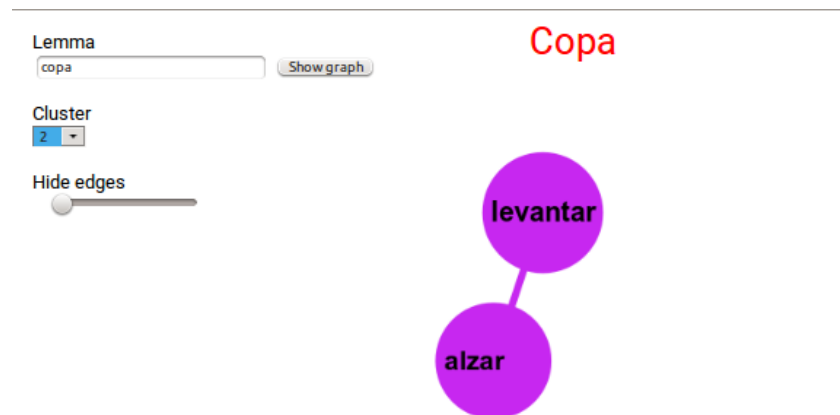 Copa
Lemma
copa
Show graph
Cluster
2
Hide edges
levantar
alzar